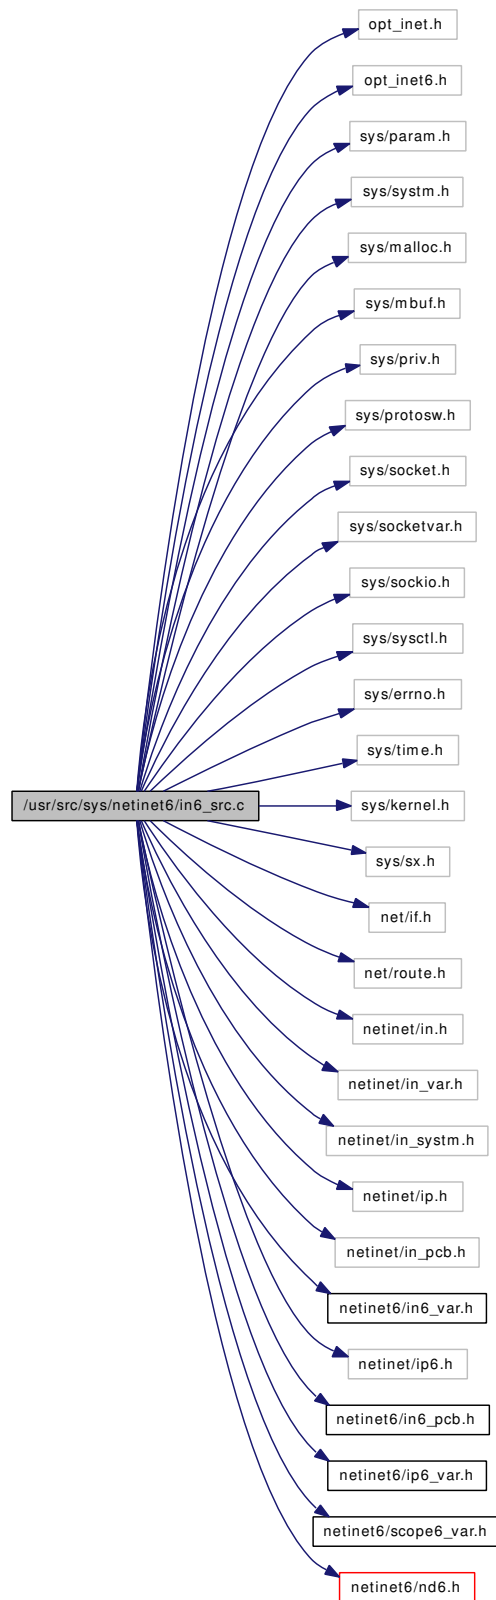 opt_inet.h
opt_inet6.h
sys/param.h
sys/systm.h
sys/malloc.h
sys/mbuf.h
sys/priv.h
sys/protosw.h
sys/socket.h
sys/socketvar.h
sys/sockio.h
sys/sysctl.h
sys/errno.h
sys/time.h
/usr/src/sys/netinet6/in6_src.c
sys/kernel.h
sys/sx.h
net/if.h
net/route.h
netinet/in.h
netinet/in_var.h
netinet/in_systm.h
netinet/ip.h
netinet/in_pcb.h
netinet6/in6_var.h
netinet/ip6.h
netinet6/in6_pcb.h
netinet6/ip6_var.h
netinet6/scope6_var.h
netinet6/nd6.h